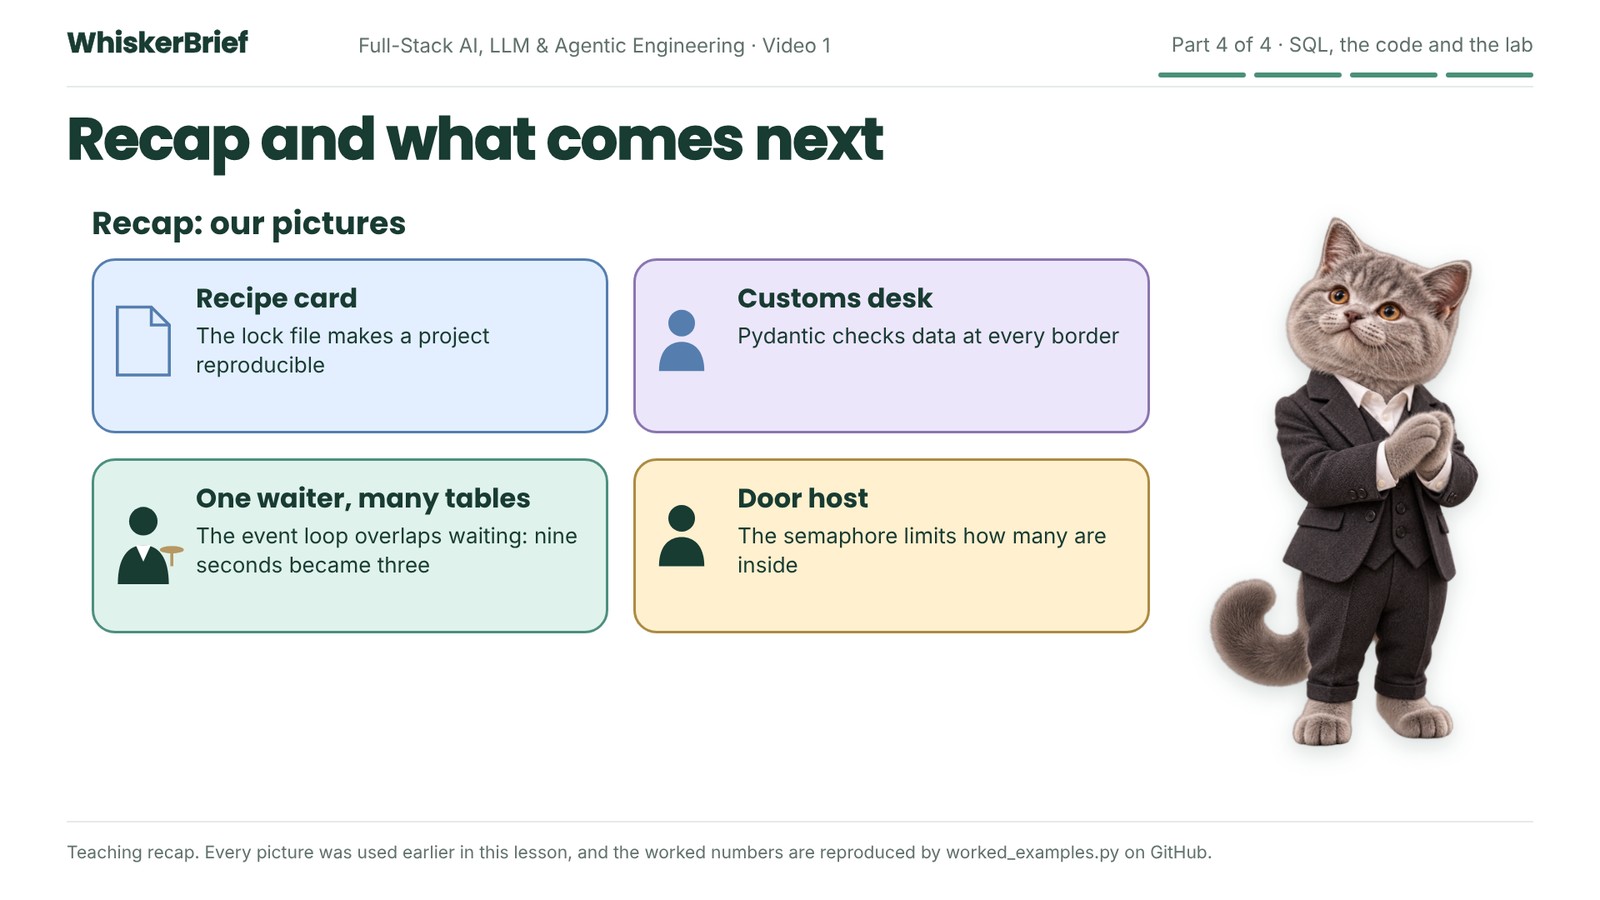 WhiskerBrief
Full-Stack AI, LLM & Agentic Engineering · Video 1
Part 4 of 4 · SQL, the code and the lab
Recap and what comes next
Recap: our pictures
Recipe card
The lock file makes a project
reproducible
Customs desk
Pydantic checks data at every border
One waiter, many tables
The event loop overlaps waiting: nine
seconds became three
Door host
The semaphore limits how many are
inside
Teaching recap. Every picture was used earlier in this lesson, and the worked numbers are reproduced by worked_examples.py on GitHub.